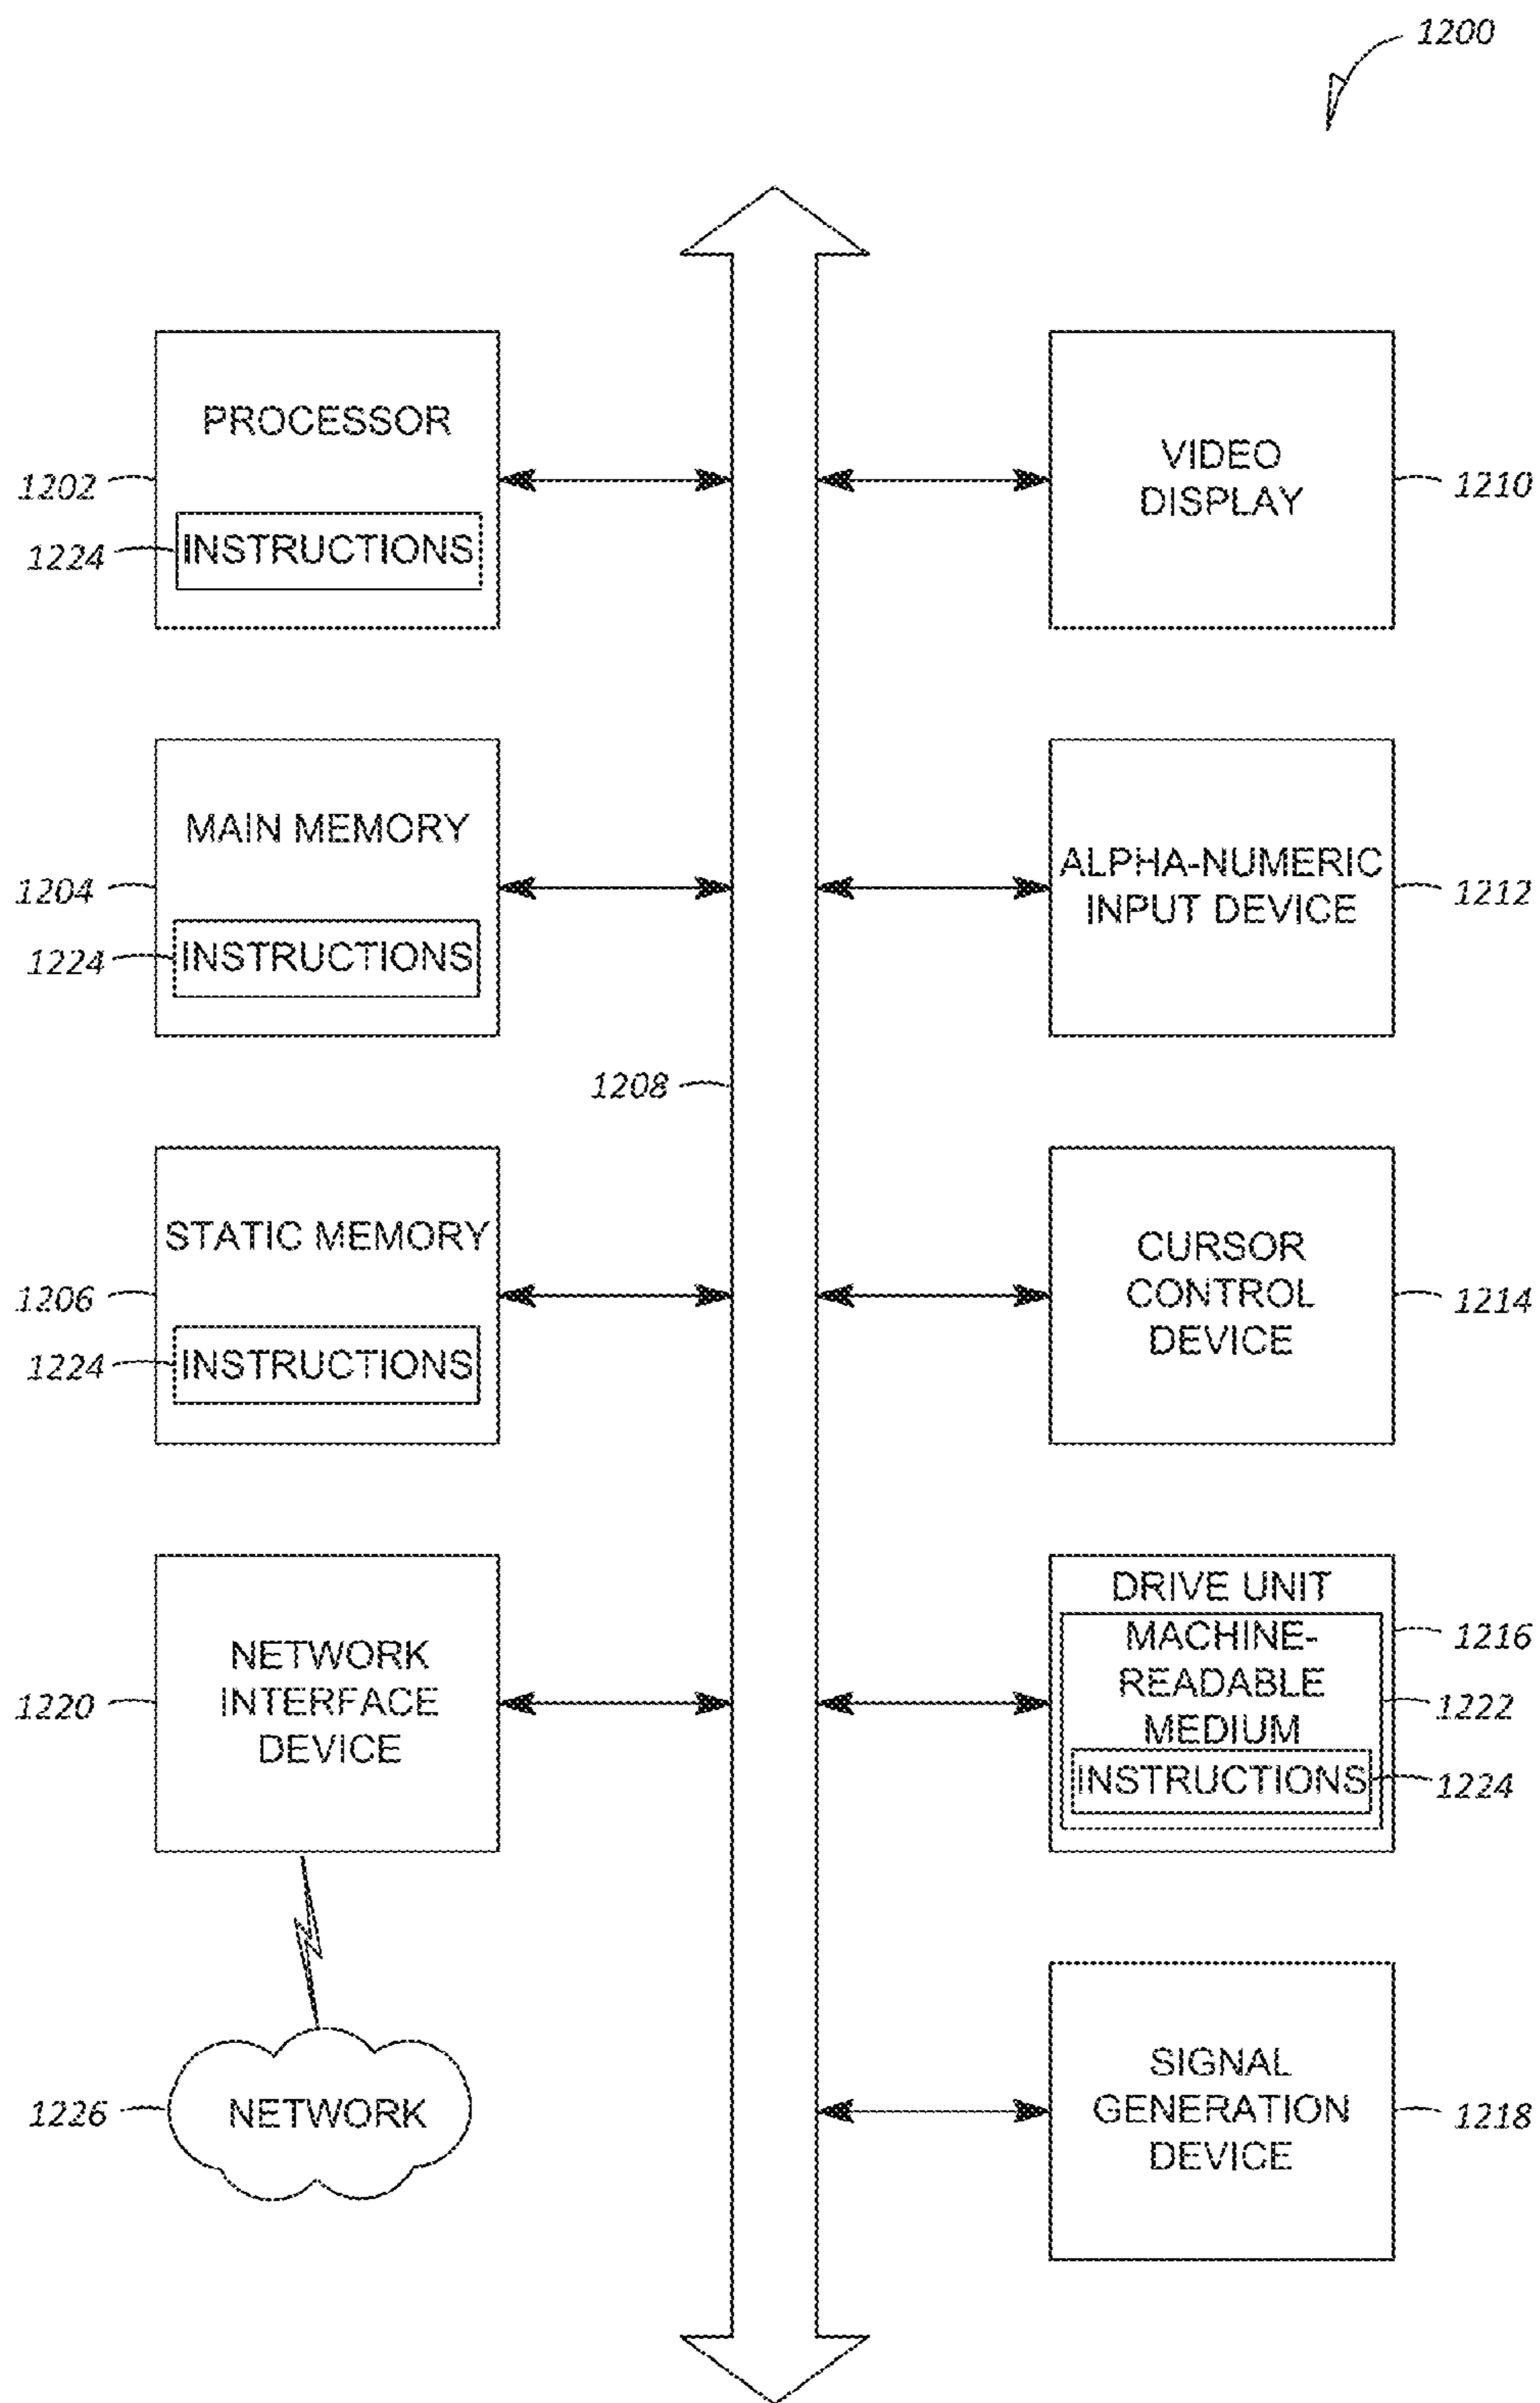 1200
PROCESSOR
1202
1224
INSTRUCTIONS
VIDEO
DISPLAY
1210
MAIN MEMORY
1204
1224
INSTRUCTIONS
ALPHA-NUMERIC
INPUT DEVICE
1212
1208
STATIC MEMORY
1206
1224
INSTRUCTIONS
CURSOR
CONTROL
DEVICE
1214
NETWORK
INTERFACE
DEVICE
1220
DRIVE UNIT
1216
MACHINE-
READABLE
MEDIUM
1222
INSTRUCTIONS
1224
1226
NETWORK
SIGNAL
GENERATION
DEVICE
1218